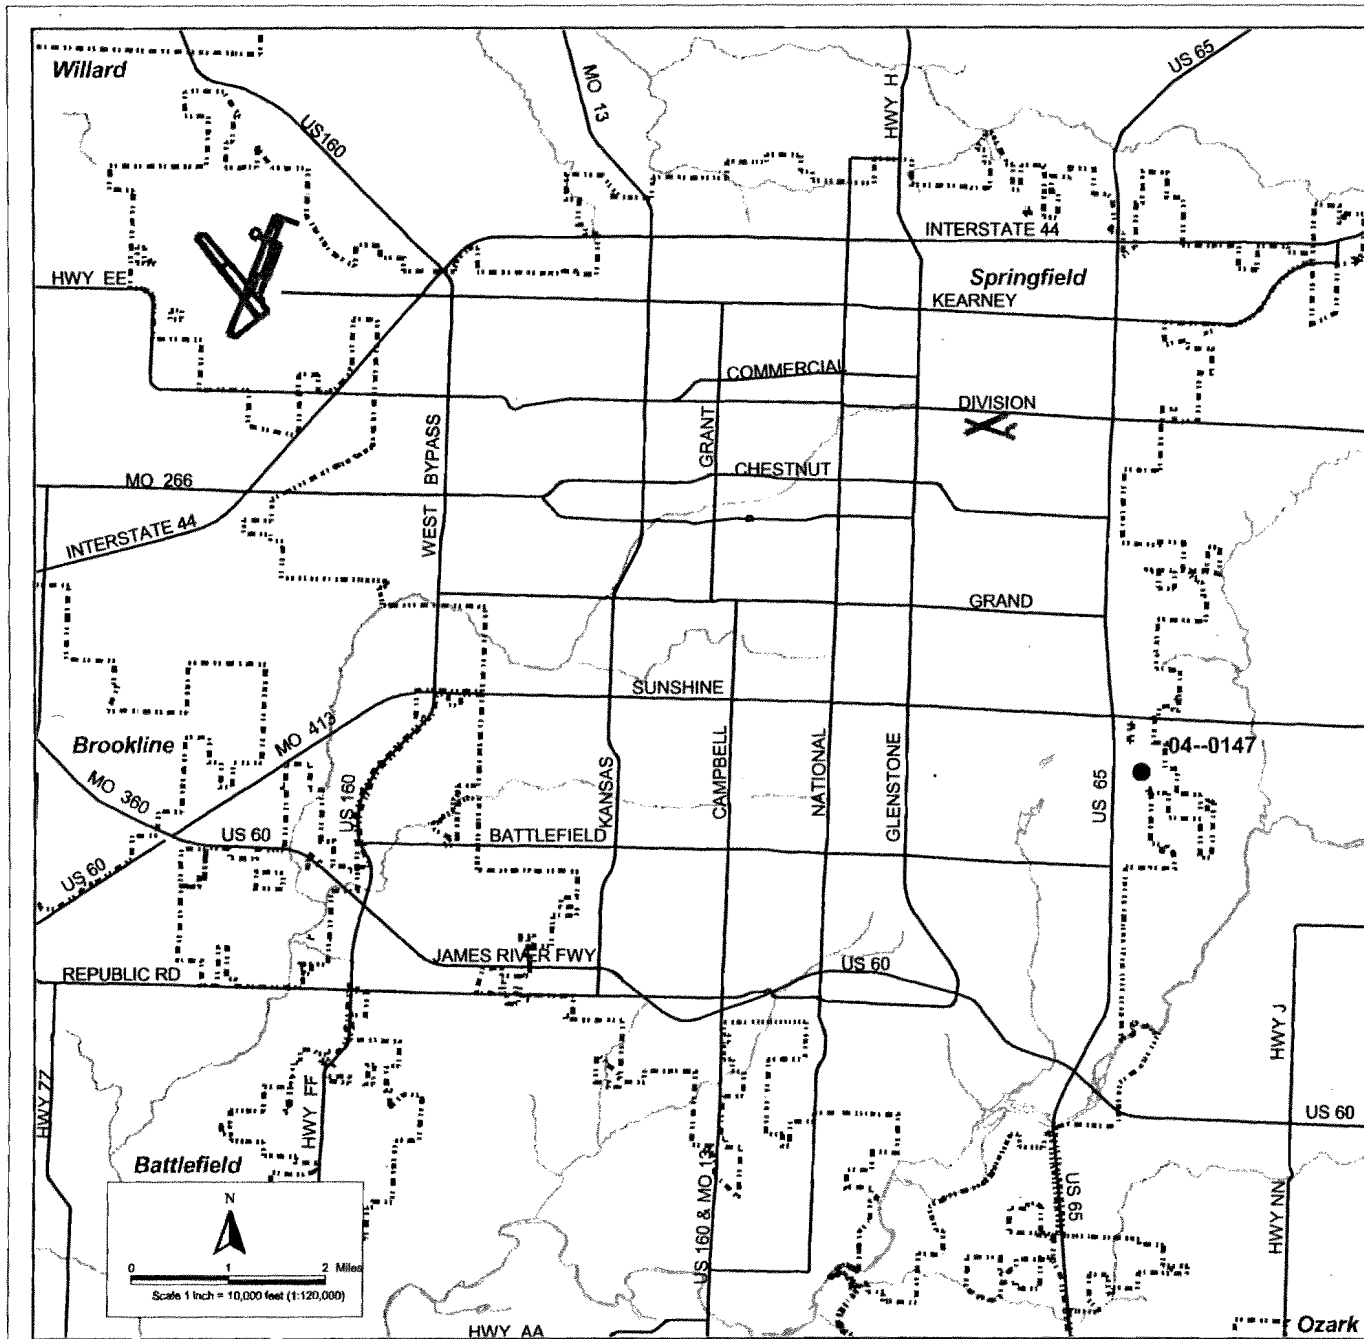 Willard
US160
MO 13
HWY H
US 65
INTERSTATE 44
HWY EE
Springfield
KEARNEY
COMMERCIAL
DIVISION
GRANT
WEST BYPASS
CHESTNUT
MO 266
INTERSTATE 44
GRAND
SUNSHINE
MO 413
Brookline
04--0147
MO 360
US 160
KANSAS
CAMPBELL
NATIONAL
GLENSTONE
US 65
US 60
BATTLEFIELD
US 60
JAMES RIVER FWY
US 60
REPUBLIC RD
HWY J
HWY ZZ
HWY FF
US 60
Battlefield
US 160 & MO 13
US 65
HWY NN
N
0 1 2 Miles
Scale 1 inch = 10,000 feet (1:120,000)
HWY AA
Ozark